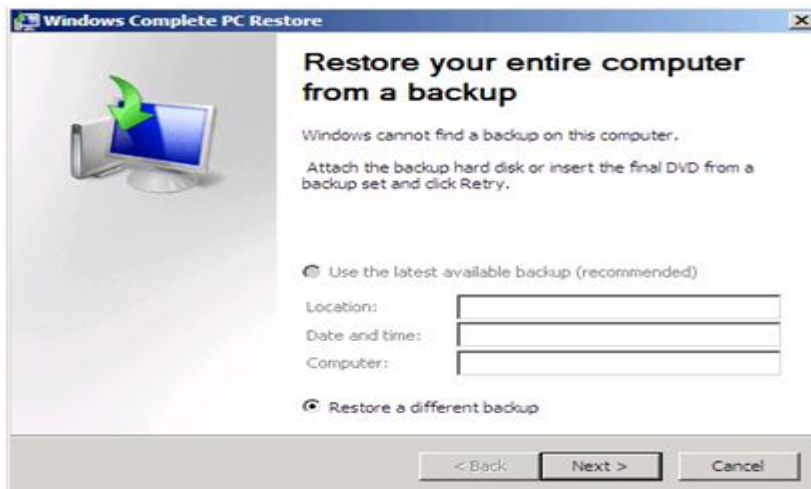 Windows Complete PC Restore
Restore your entire computer
from a backup
Windows cannot find a backup on this computer.
Attach the backup hard disk or insert the final DVD from a
backup set and click Retry.
Use the latest available backup (recommended)
Location:
Date and time:
Computer:
Restore a different backup
< Back
Next >
Cancel